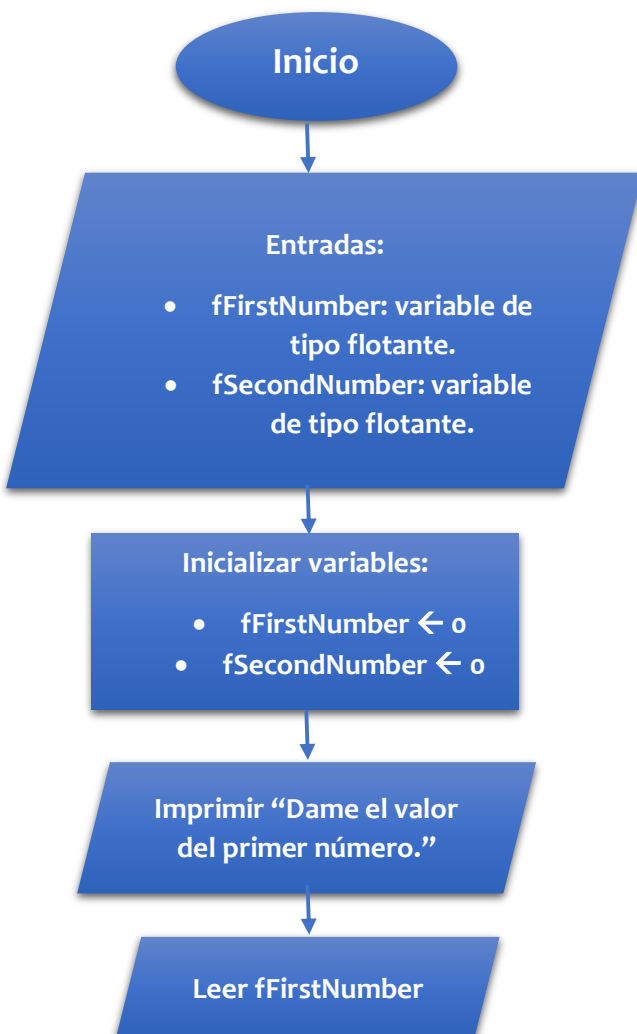 Inicio
Entradas:
• fFirstNumber: variable de
tipo flotante.
• fSecondNumber: variable
de tipo flotante.
Inicializar variables:
• fFirstNumber ← 0
• fSecondNumber ← 0
Imprimir “Dame el valor
del primer número.”
Leer fFirstNumber